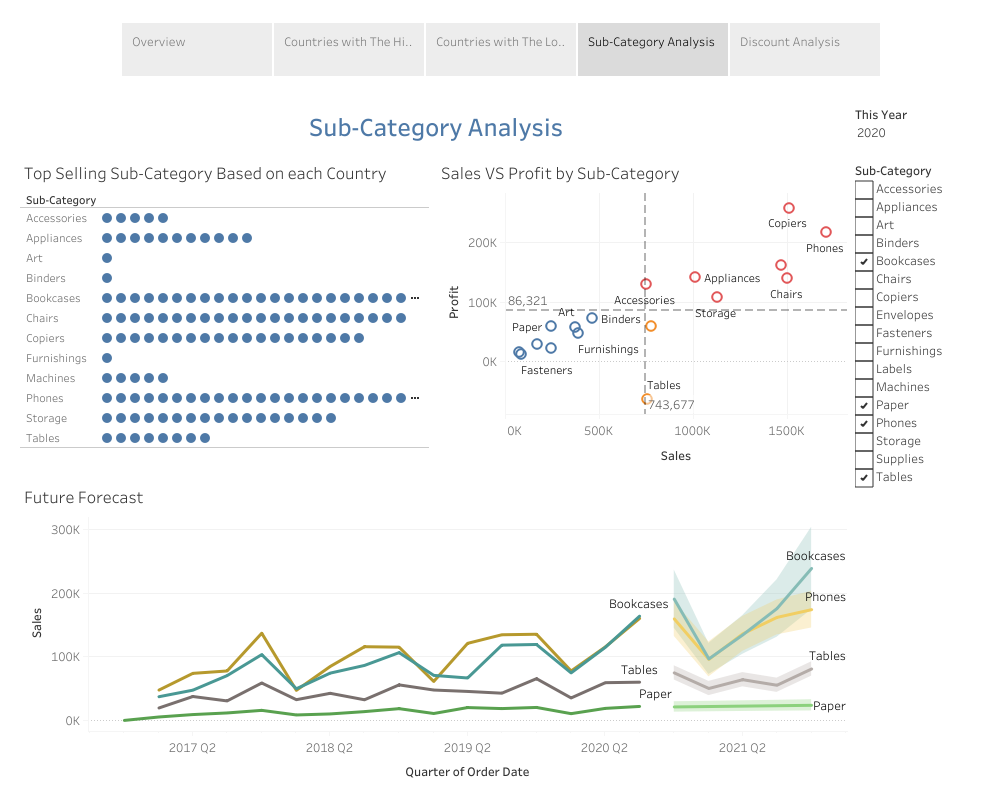 Overview
Countries with The Hi..
Countries with The Lo..
Sub-Category Analysis
Discount Analysis
Sub-Category Analysis
This Year
2020
Top Selling Sub-Category Based on each Country
Sub-Category
Accessories
Appliances
Art
Binders
Bookcases
Chairs
Copiers
Furnishings
Machines
Phones
Storage
Tables
Sales VS Profit by Sub-Category
Profit
200K
100K
0K
86,321
Copiers
Phones
Appliances
Chairs
Accessories
Storage
Art
Paper
Binders
Furnishings
Fasteners
Tables
743,677
0K
500K
1000K
1500K
Sales
Sub-Category
Accessories
Appliances
Art
Binders
Bookcases
Chairs
Copiers
Envelopes
Fasteners
Furnishings
Labels
Machines
Paper
Phones
Storage
Supplies
Tables
Future Forecast
Sales
300K
200K
100K
0K
Bookcases
Tables
Paper
Bookcases
Phones
Tables
Paper
2017 Q2
2018 Q2
2019 Q2
2020 Q2
2021 Q2
Quarter of Order Date